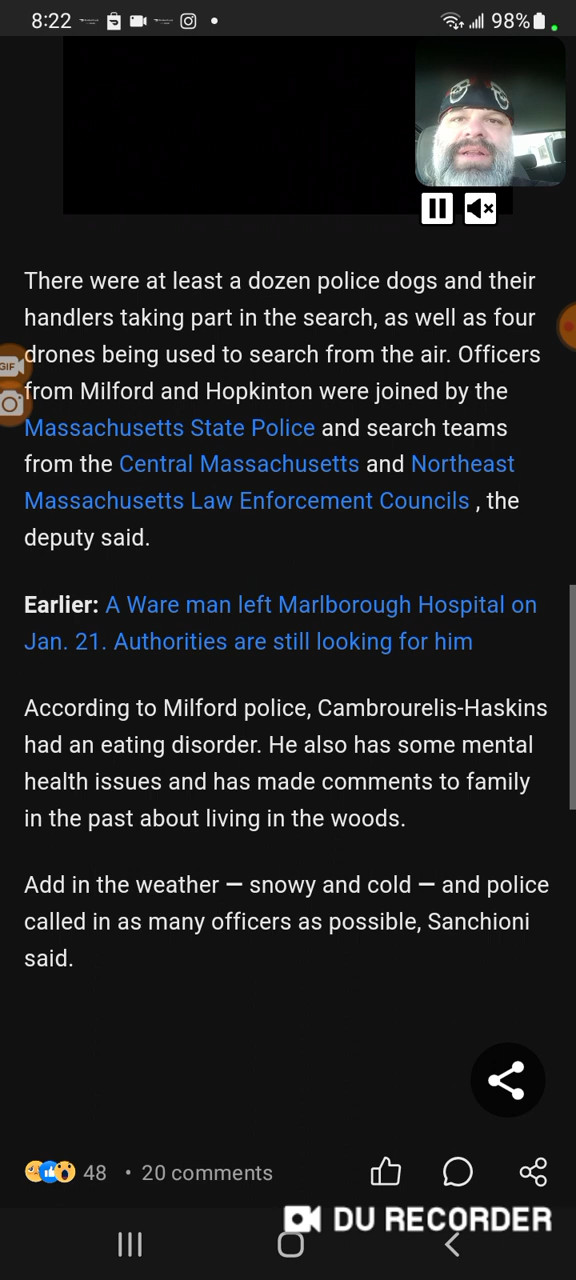 8:22
98%
There were at least a dozen police dogs and their
handlers taking part in the search, as well as four
drones being used to search from the air. Officers
GIF
from Milford and Hopkinton were joined by the
Massachusetts State Police and search teams
from the Central Massachusetts and Northeast
Massachusetts Law Enforcement Councils , the
deputy said.
Earlier: A Ware man left Marlborough Hospital on
Jan. 21. Authorities are still looking for him
According to Milford police, Cambrourelis-Haskins
had an eating disorder. He also has some mental
health issues and has made comments to family
in the past about living in the woods.
Add in the weather — snowy and cold — and police
called in as many officers as possible, Sanchioni
said.
48 • 20 comments
DU RECORDER